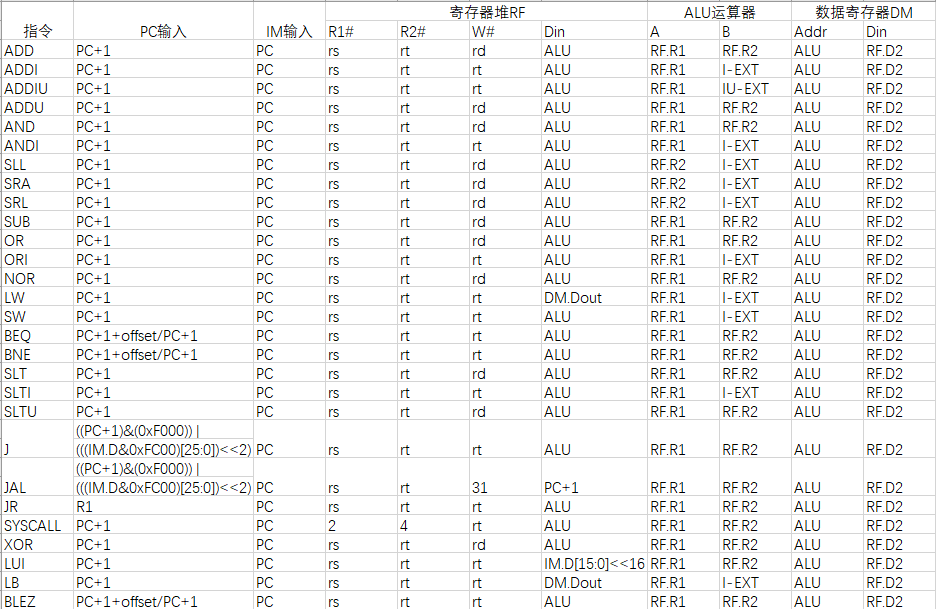 寄存器堆RF ALU运算器 数据寄存器DM
指令 PC输入 IM输入 R1# R2# W# Din A B Addr Din
ADD PC+1 PC rs rt rd ALU RF.R1 RF.R2 ALU RF.D2
ADDI PC+1 PC rs rt rt ALU RF.R1 I-EXT ALU RF.D2
ADDIU PC+1 PC rs rt rt ALU RF.R1 IU-EXT ALU RF.D2
ADDU PC+1 PC rs rt rd ALU RF.R1 RF.R2 ALU RF.D2
AND PC+1 PC rs rt rd ALU RF.R1 RF.R2 ALU RF.D2
ANDI PC+1 PC rs rt rt ALU RF.R1 I-EXT ALU RF.D2
SLL PC+1 PC rs rt rd ALU RF.R2 I-EXT ALU RF.D2
SRA PC+1 PC rs rt rd ALU RF.R2 I-EXT ALU RF.D2
SRL PC+1 PC rs rt rd ALU RF.R2 I-EXT ALU RF.D2
SUB PC+1 PC rs rt rd ALU RF.R1 RF.R2 ALU RF.D2
OR PC+1 PC rs rt rd ALU RF.R1 RF.R2 ALU RF.D2
ORI PC+1 PC rs rt rt ALU RF.R1 I-EXT ALU RF.D2
NOR PC+1 PC rs rt rd ALU RF.R1 RF.R2 ALU RF.D2
LW PC+1 PC rs rt rt DM.Dout RF.R1 I-EXT ALU RF.D2
SW PC+1 PC rs rt rt ALU RF.R1 I-EXT ALU RF.D2
BEQ PC+1+offset/PC+1 PC rs rt rt ALU RF.R1 RF.R2 ALU RF.D2
BNE PC+1+offset/PC+1 PC rs rt rt ALU RF.R1 RF.R2 ALU RF.D2
SLT PC+1 PC rs rt rd ALU RF.R1 RF.R2 ALU RF.D2
SLTI PC+1 PC rs rt rt ALU RF.R1 I-EXT ALU RF.D2
SLTU PC+1 PC rs rt rd ALU RF.R1 RF.R2 ALU RF.D2
((PC+1)&(0xF000)) |
J (((IM.D&0xFC00)[25:0])<<2) PC rs rt rt ALU RF.R1 RF.R2 ALU RF.D2
((PC+1)&(0xF000)) |
JAL (((IM.D&0xFC00)[25:0])<<2) PC rs rt 31 PC+1 RF.R1 RF.R2 ALU RF.D2
JR R1 PC rs rt rt ALU RF.R1 RF.R2 ALU RF.D2
SYSCALL PC+1 PC 2 4 rt ALU RF.R1 RF.R2 ALU RF.D2
XOR PC+1 PC rs rt rd ALU RF.R1 RF.R2 ALU RF.D2
LUI PC+1 PC rs rt rt IM.D[15:0]<<16 RF.R1 RF.R2 ALU RF.D2
LB PC+1 PC rs rt rt DM.Dout RF.R1 I-EXT ALU RF.D2
BLEZ PC+1+offset/PC+1 PC rs rt rt ALU RF.R1 RF.R2 ALU RF.D2